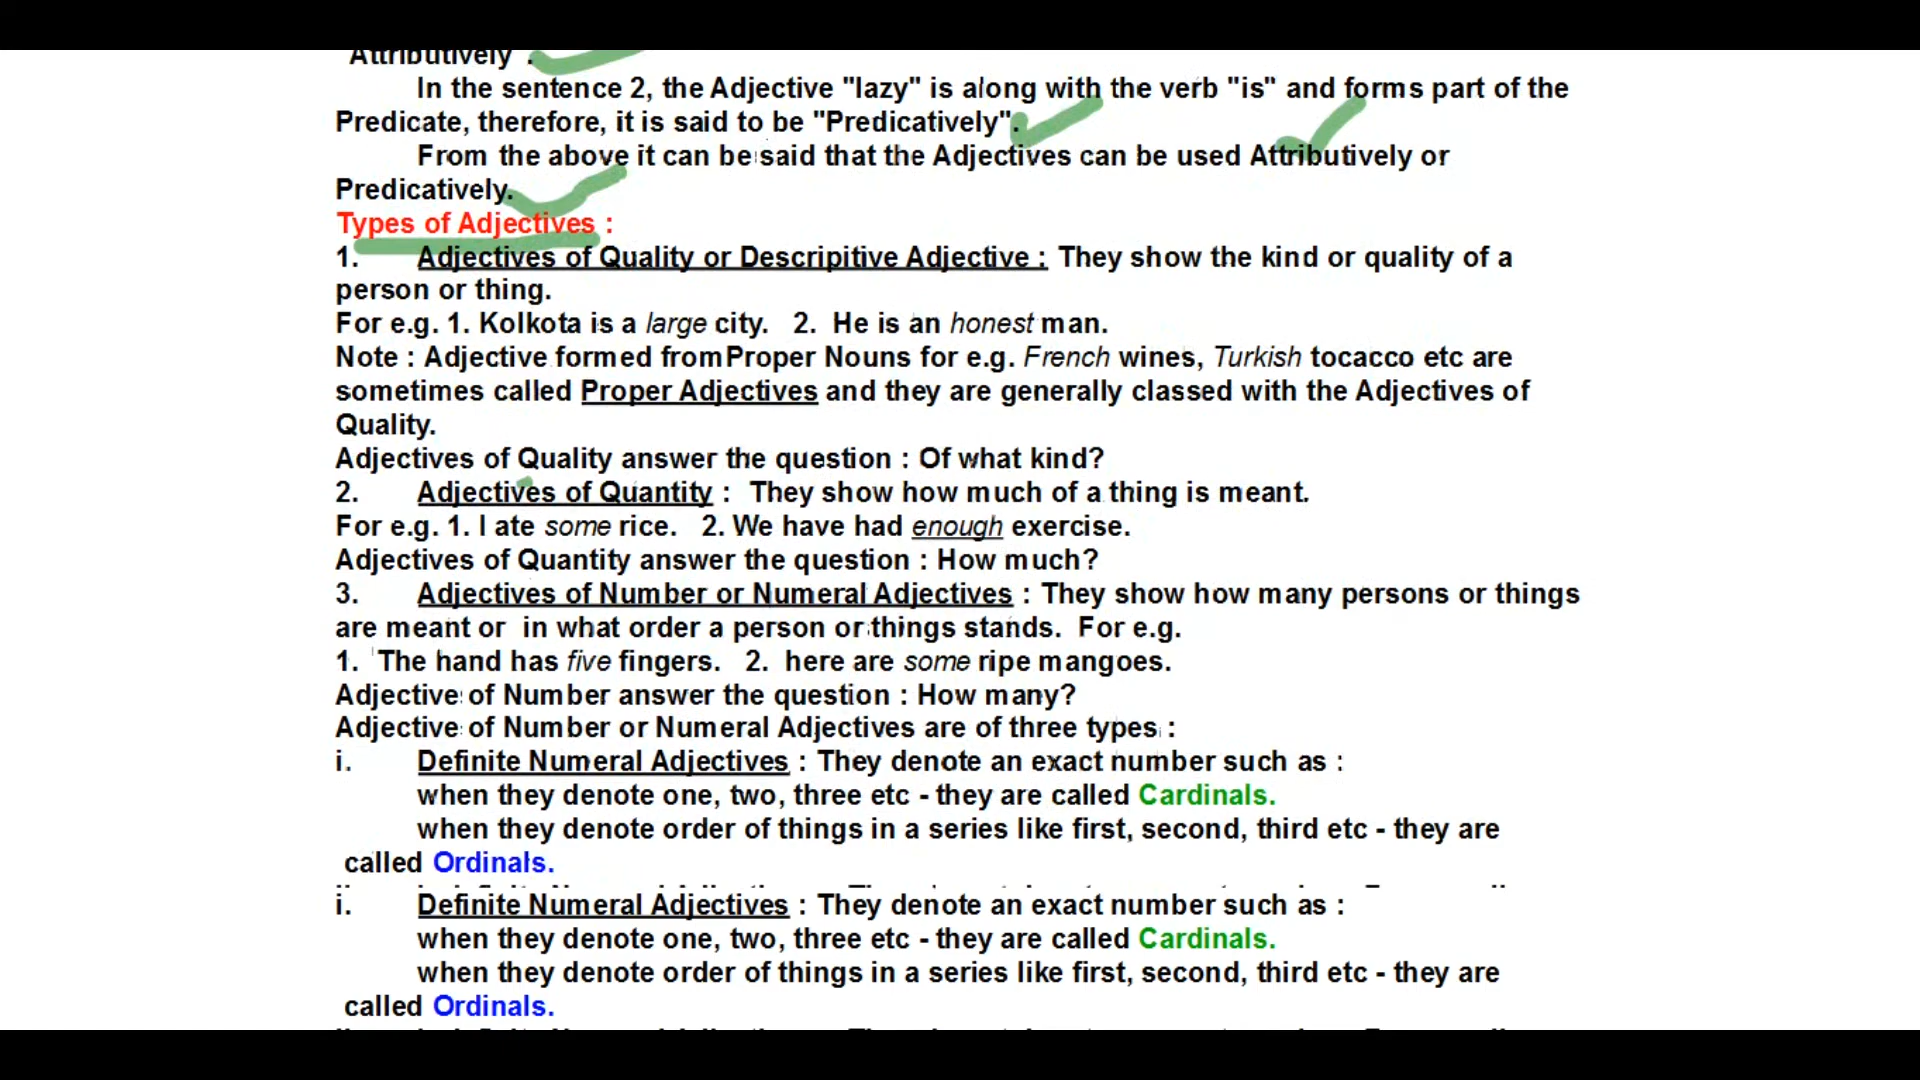 Attributively .
In the sentence 2, the Adjective "lazy" is along with the verb "is" and forms part of the
Predicate, therefore, it is said to be "Predicatively".
From the above it can be said that the Adjectives can be used Attributively or
Predicatively.
Types of Adjectives :
1. Adjectives of Quality or Descripitive Adjective : They show the kind or quality of a
person or thing.
For e.g. 1. Kolkota is a large city. 2. He is an honest man.
Note : Adjective formed from Proper Nouns for e.g. French wines, Turkish tocacco etc are
sometimes called Proper Adjectives and they are generally classed with the Adjectives of
Quality.
Adjectives of Quality answer the question : Of what kind?
2. Adjectives of Quantity : They show how much of a thing is meant.
For e.g. 1. I ate some rice. 2. We have had enough exercise.
Adjectives of Quantity answer the question : How much?
3. Adjectives of Number or Numeral Adjectives : They show how many persons or things
are meant or in what order a person or things stands. For e.g.
1. The hand has five fingers. 2. here are some ripe mangoes.
Adjective of Number answer the question : How many?
Adjective of Number or Numeral Adjectives are of three types :
i. Definite Numeral Adjectives : They denote an exact number such as :
when they denote one, two, three etc - they are called Cardinals.
when they denote order of things in a series like first, second, third etc - they are
called Ordinals.
i. Definite Numeral Adjectives : They denote an exact number such as :
when they denote one, two, three etc - they are called Cardinals.
when they denote order of things in a series like first, second, third etc - they are
called Ordinals.